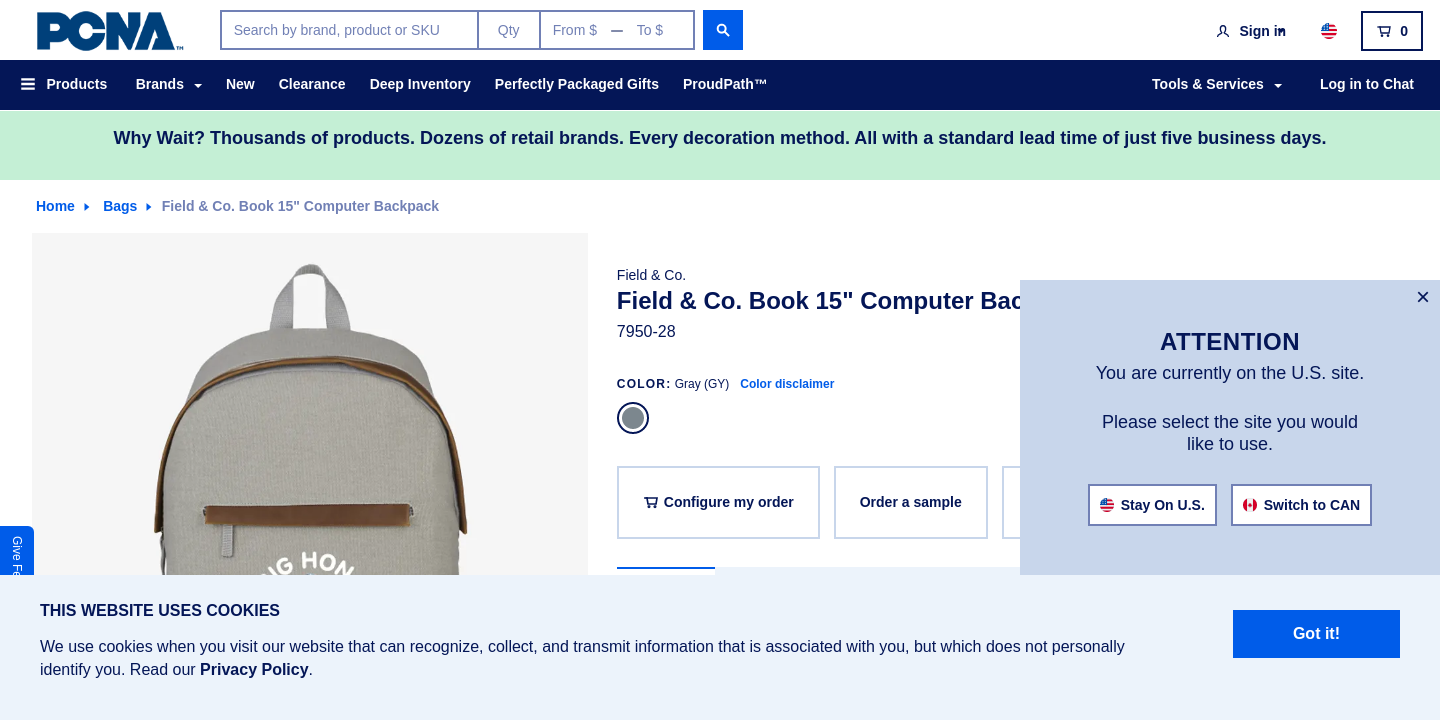 PCNA™
Search by brand, product or SKU
Qty
From $ — To $
Sign in
0
Products
Brands
New
Clearance
Deep Inventory
Perfectly Packaged Gifts
ProudPath™
Tools & Services
Log in to Chat
Why Wait? Thousands of products. Dozens of retail brands. Every decoration method. All with a standard lead time of just five business days.
Home
Bags
Field & Co. Book 15" Computer Backpack
Field & Co.
Field & Co. Book 15" Computer
7950-28
COLOR: Gray (GY) Color disclaimer
Configure my order
Order a sample
×
ATTENTION
You are currently on the U.S. site.
Please select the site you would
like to use.
Stay On U.S.
Switch to CAN
Give
THIS WEBSITE USES COOKIES
We use cookies when you visit our website that can recognize, collect, and transmit information that is associated with you, but which does not personally
identify you. Read our Privacy Policy.
Got it!